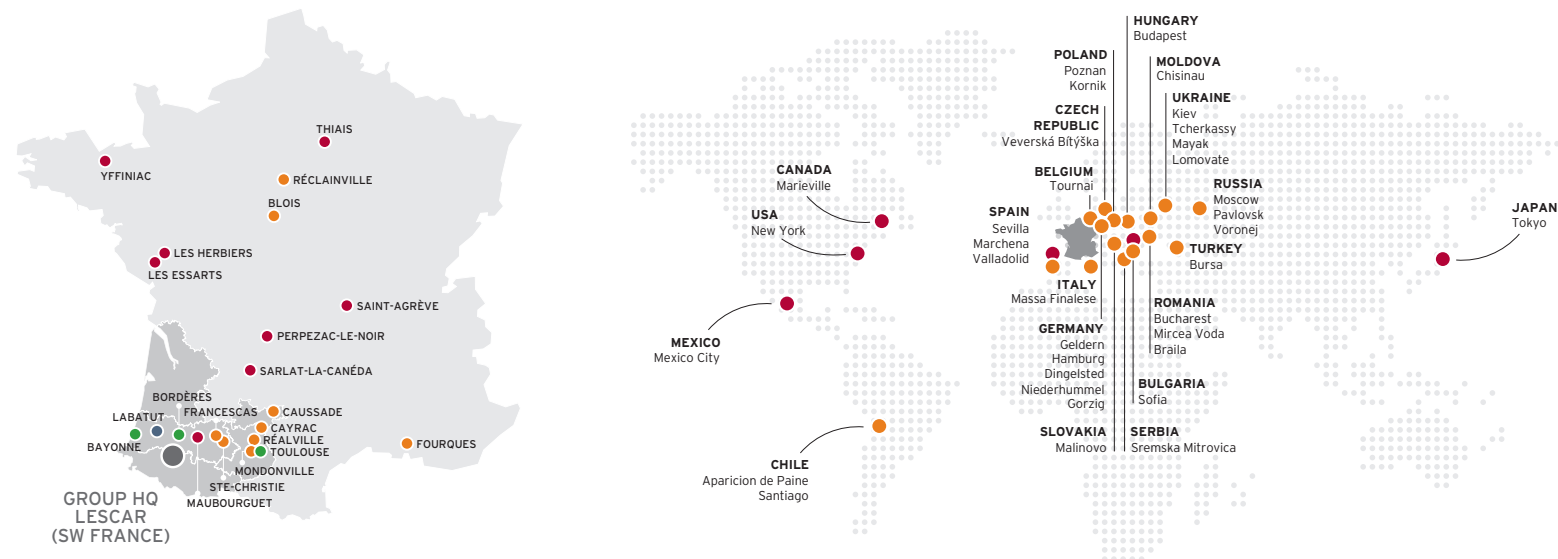 THIAIS
YFFINIAC
RÉCLAINVILLE
BLOIS
LES HERBIERS
LES ESSARTS
SAINT-AGRÈVE
PERPEZAC-LE-NOIR
SARLAT-LA-CANÉDA
BORDÈRES
FRANCESCAS
CAUSSADE
LABATUT
CAYRAC
RÉALVILLE
FOURQUES
BAYONNE
TOULOUSE
MONDONVILLE
STE-CHRISTIE
MAUBOURGUET
GROUP HQ
LESCAR
(SW FRANCE)
HUNGARY
Budapest
POLAND
Poznan
Kornik
MOLDOVA
Chisinau
CZECH
REPUBLIC
Veverská Bítýška
UKRAINE
Kiev
Tcherkassy
Mayak
Lomovate
BELGIUM
Tournai
CANADA
Marieville
RUSSIA
Moscow
Pavlovsk
Voronej
USA
New York
SPAIN
Sevilla
Marchena
Valladolid
JAPAN
Tokyo
TURKEY
Bursa
ITALY
Massa Finalese
ROMANIA
Bucharest
Mircea Voda
Braila
MEXICO
Mexico City
GERMANY
Geldern
Hamburg
Dingelsted
Niederhummel
Gorzig
BULGARIA
Sofia
SLOVAKIA
Malinovo
SERBIA
Sremska Mitrovica
CHILE
Aparicion de Paine
Santiago